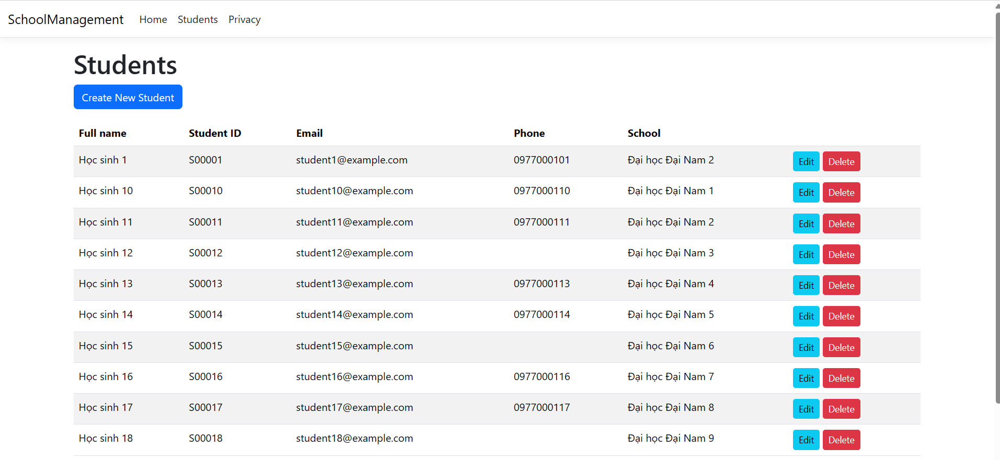 SchoolManagement Home Students Privacy
Students
Create New Student
Full name Student ID Email Phone School
Học sinh 1 S00001 student1@example.com 0977000101 Đại học Đại Nam 2 Edit Delete
Học sinh 10 S00010 student10@example.com 0977000110 Đại học Đại Nam 1 Edit Delete
Học sinh 11 S00011 student11@example.com 0977000111 Đại học Đại Nam 2 Edit Delete
Học sinh 12 S00012 student12@example.com Đại học Đại Nam 3 Edit Delete
Học sinh 13 S00013 student13@example.com 0977000113 Đại học Đại Nam 4 Edit Delete
Học sinh 14 S00014 student14@example.com 0977000114 Đại học Đại Nam 5 Edit Delete
Học sinh 15 S00015 student15@example.com Đại học Đại Nam 6 Edit Delete
Học sinh 16 S00016 student16@example.com 0977000116 Đại học Đại Nam 7 Edit Delete
Học sinh 17 S00017 student17@example.com 0977000117 Đại học Đại Nam 8 Edit Delete
Học sinh 18 S00018 student18@example.com Đại học Đại Nam 9 Edit Delete